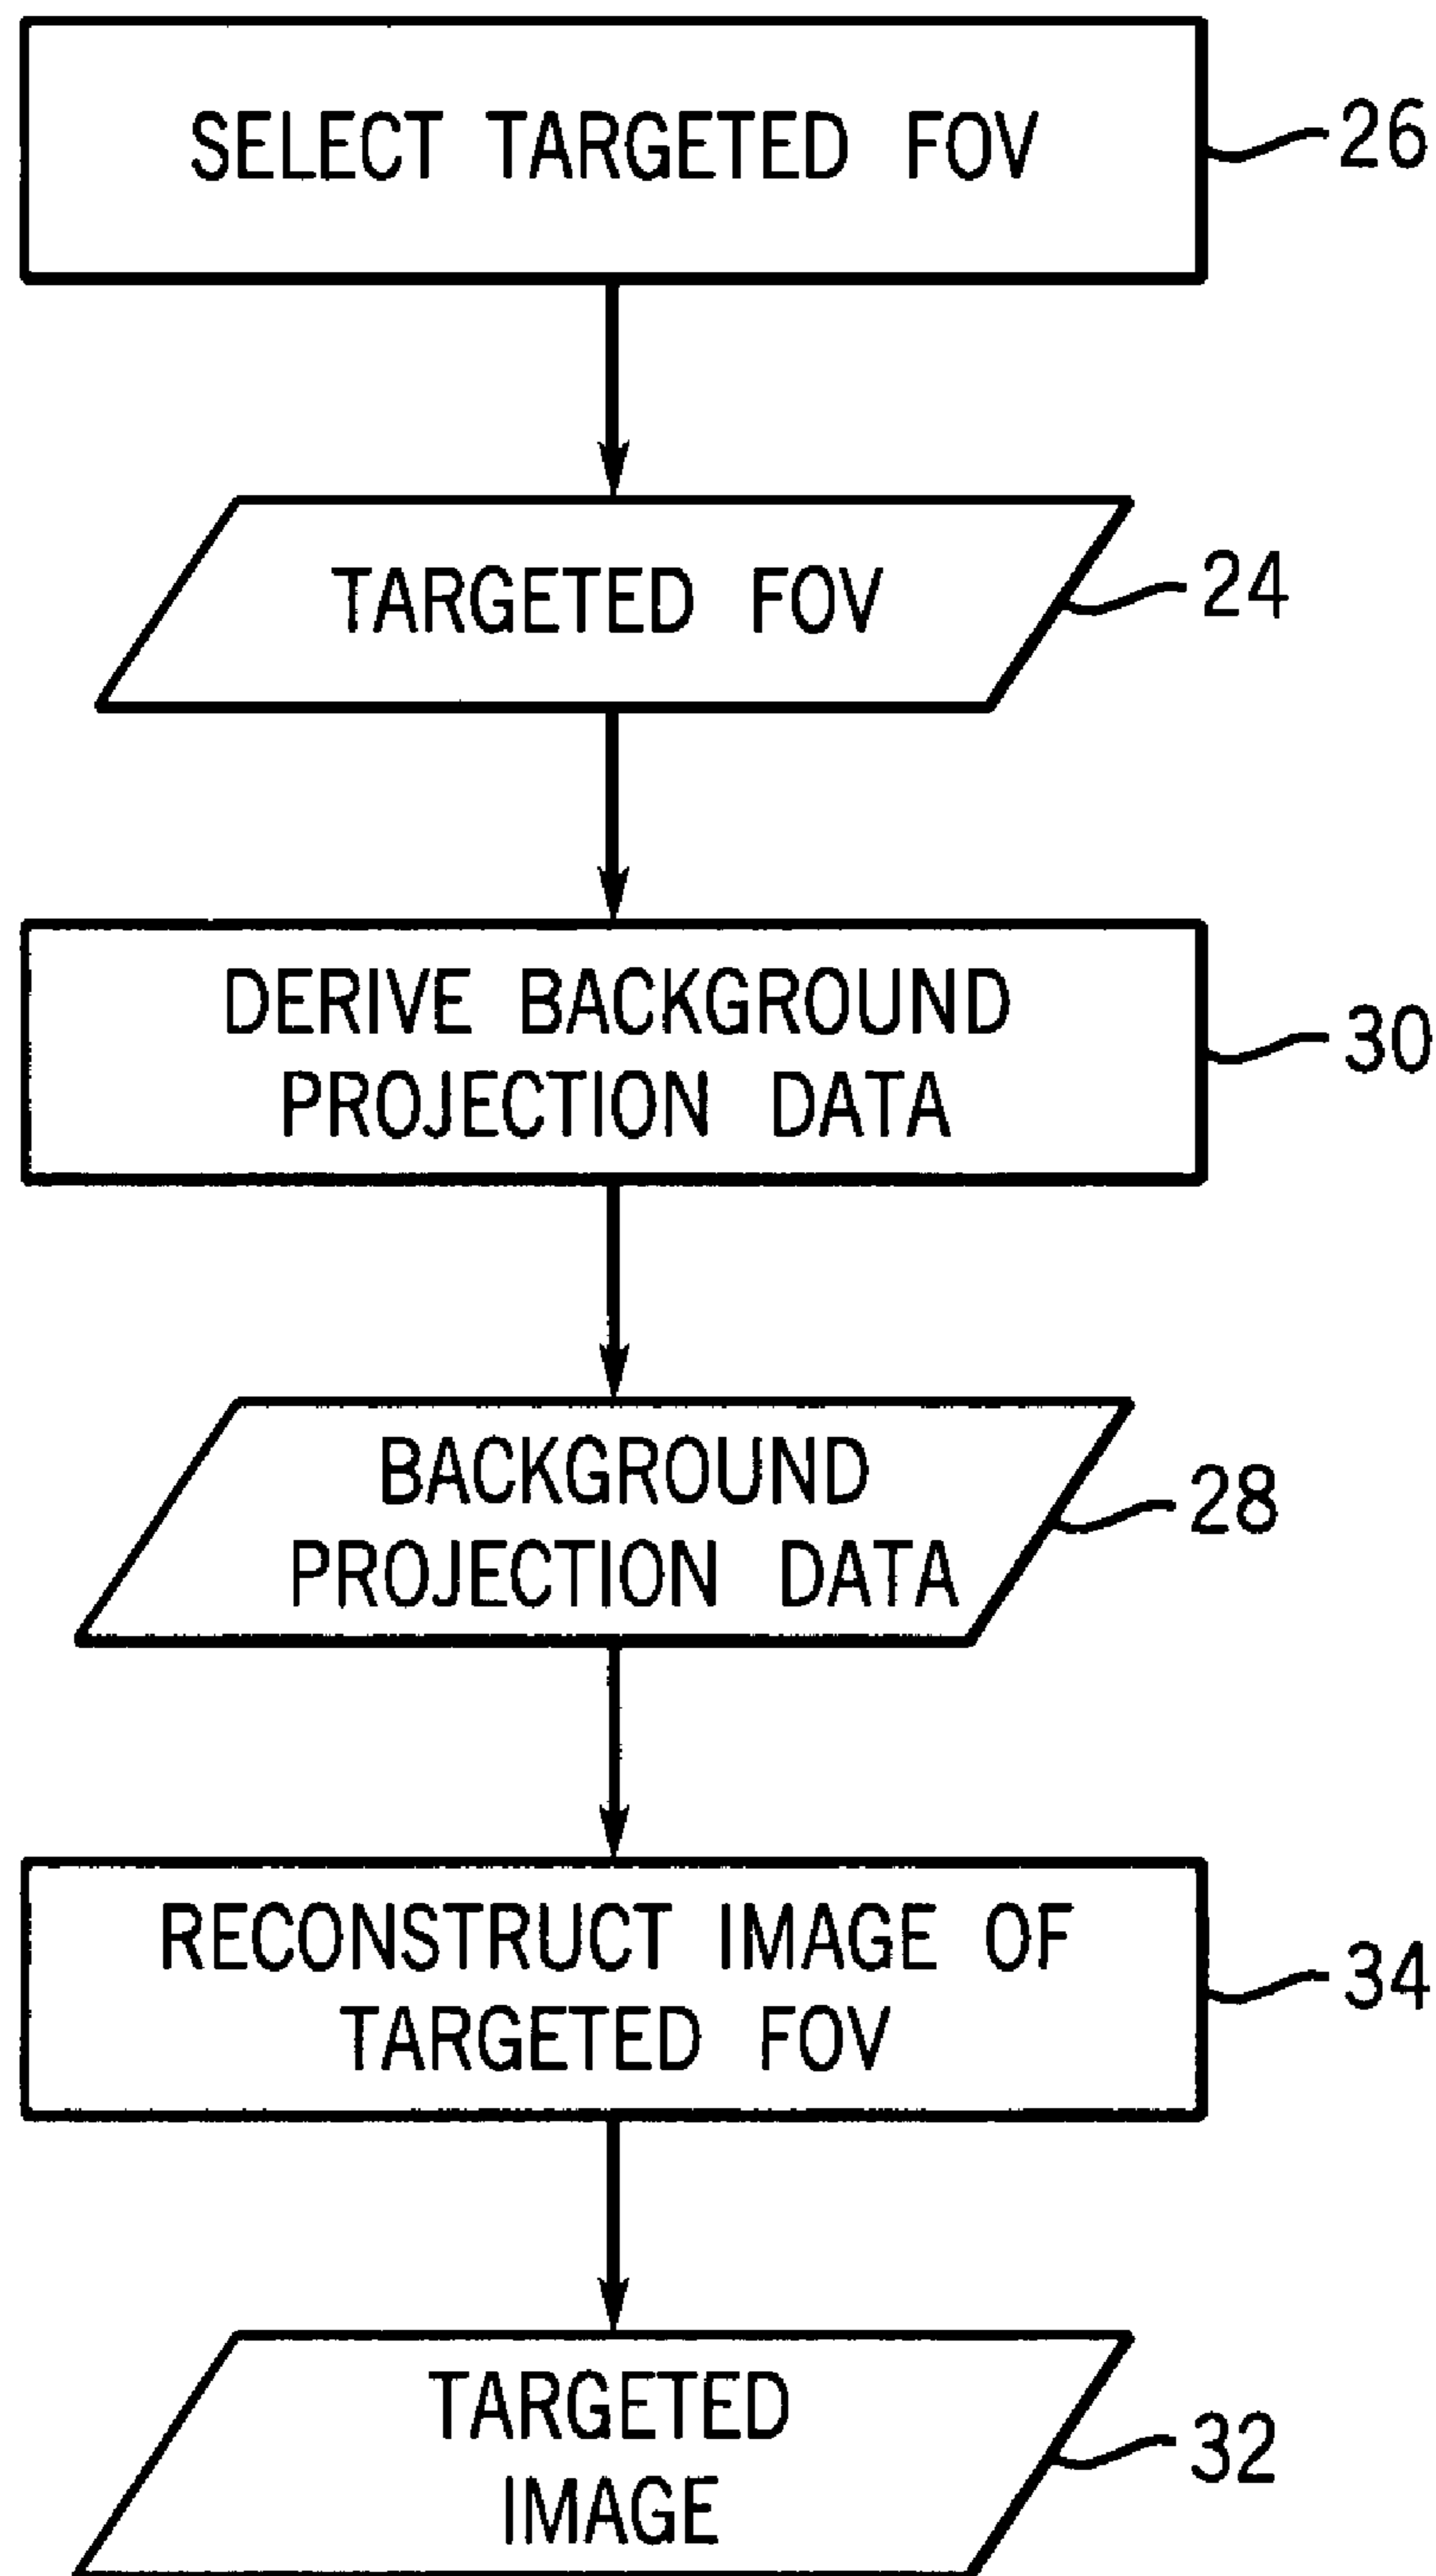 SELECT TARGETED FOV
26
TARGETED FOV
24
DERIVE BACKGROUND
PROJECTION DATA
30
BACKGROUND
PROJECTION DATA
28
RECONSTRUCT IMAGE OF
TARGETED FOV
34
TARGETED
IMAGE
32